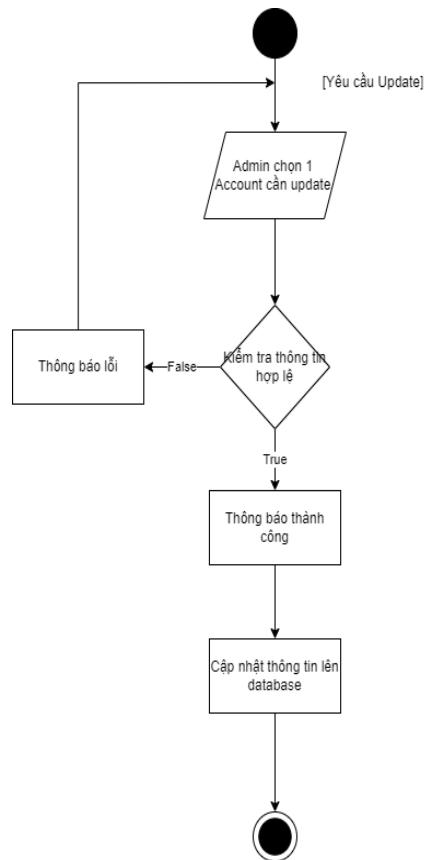 [Yêu cầu Update]
Admin chọn 1
Account cần update
Kiểm tra thông tin
hợp lệ
False
Thông báo lỗi
True
Thông báo thành
công
Cập nhật thông tin lên
database